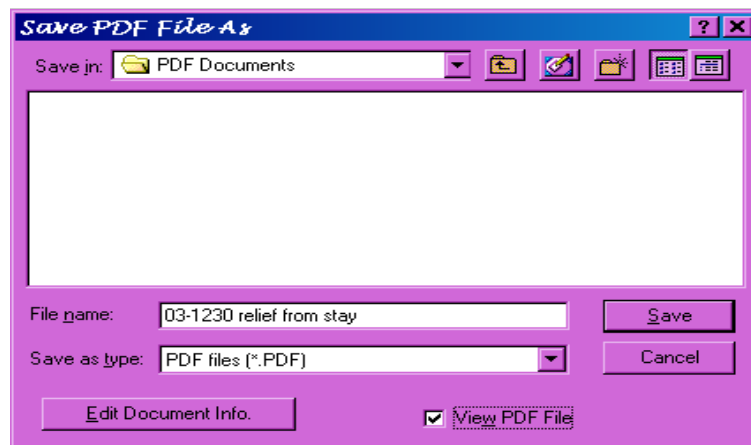 Save PDF File As
Save in: PDF Documents
File name: 03-1230 relief from stay Save
Save as type: PDF files (*.PDF) Cancel
Edit Document Info. View PDF File